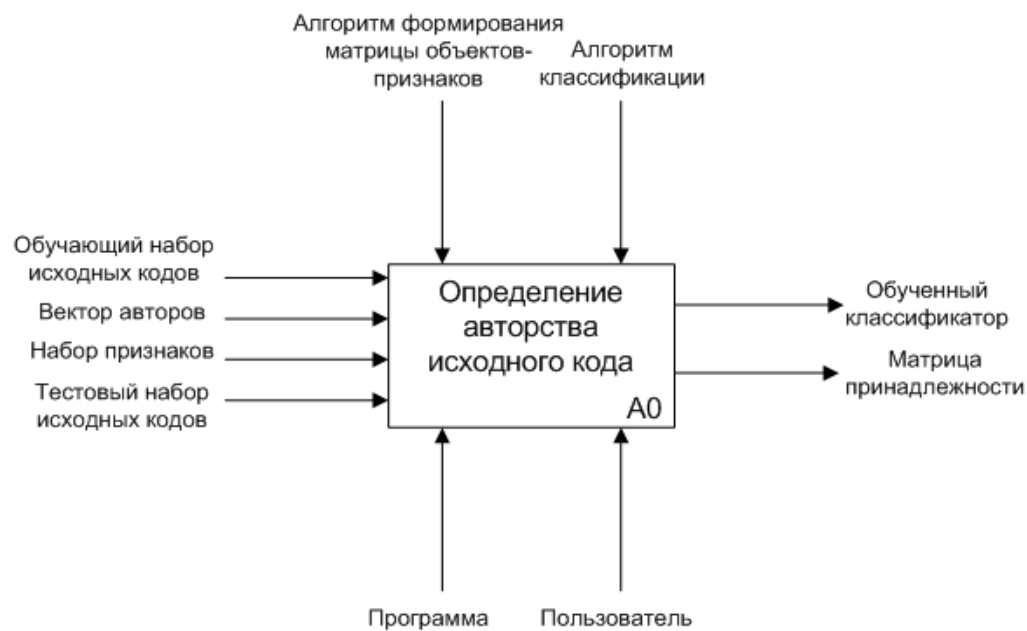 Алгоритм формирования
матрицы объектов-
признаков
Алгоритм
классификации
Обучающий набор
исходных кодов
Вектор авторов
Набор признаков
Тестовый набор
исходных кодов
Определение
авторства
исходного кода
А0
Обученный
классификатор
Матрица
принадлежности
Программа
Пользователь